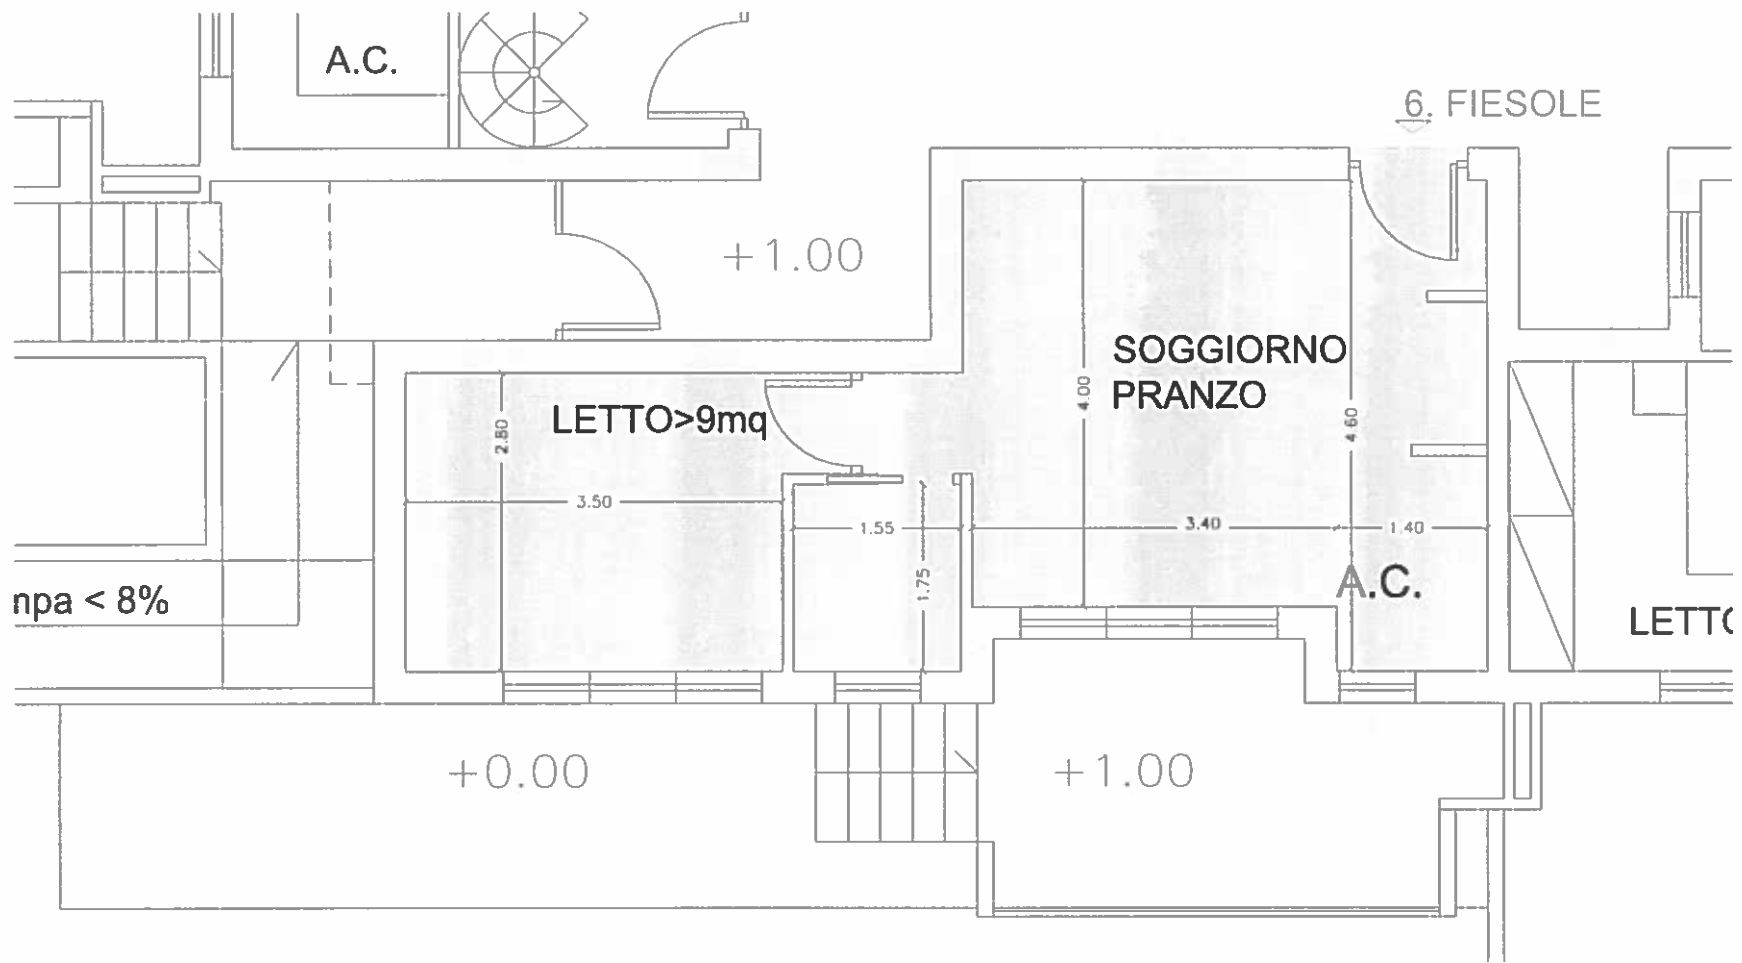 A.C.
6. FIESOLE
+1.00
SOGGIORNO
PRANZO
4.00
4.60
LETTO>9mq
2.80
3.50
1.55
3.40
1.40
1.75
A.C.
npa < 8%
LETTO
+0.00
+1.00